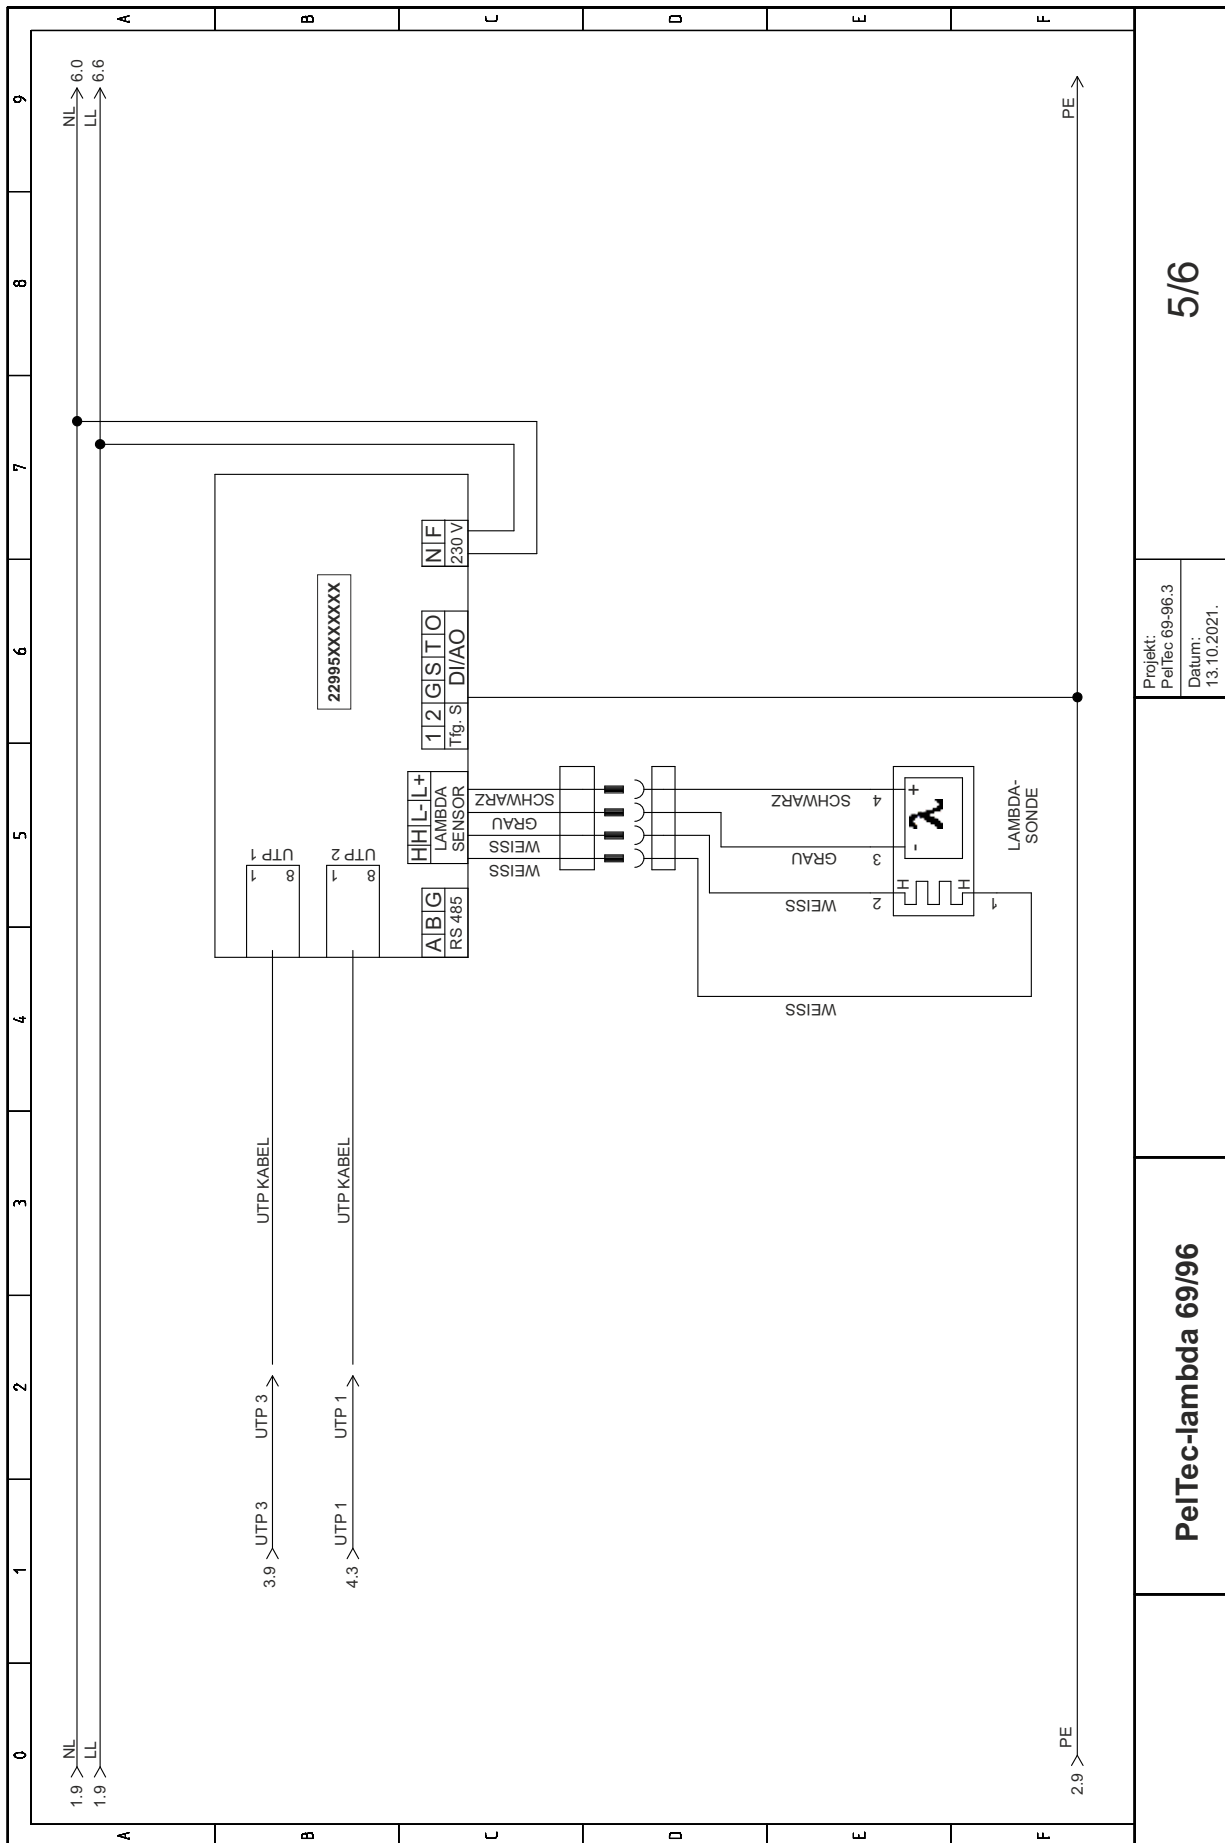 0 1 2 3 4 5 6 7 8 9
A
B
C
D
E
F
A
B
C
D
E
F
1.9 NL
1.9 LL
NL 6.0
LL 6.6
3.9 UTP 3
UTP 3
UTP KABEL
4.3 UTP 1
UTP 1
UTP KABEL
1 8
UTP 1
1 8
UTP 2
22995XXXXXXX
A B G
RS 485
H H L- L+
LAMBDA
SENSOR
1 2 G S T O
Tfg. S DI/AO
N F
230 V
WEISS
WEISS
GRAU
SCHWARZ
WEISS
WEISS
GRAU
SCHWARZ
2
3
4
H
H
-
+
λ
1
LAMBDA-
SONDE
2.9 PE
PE
PelTec-lambda 69/96
Projekt:
PelTec 69-96.3
Datum:
13.10.2021.
5/6